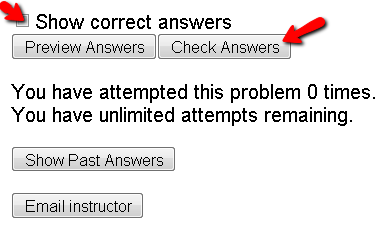 Show correct answers
Preview Answers Check Answers
You have attempted this problem 0 times.
You have unlimited attempts remaining.
Show Past Answers
Email instructor